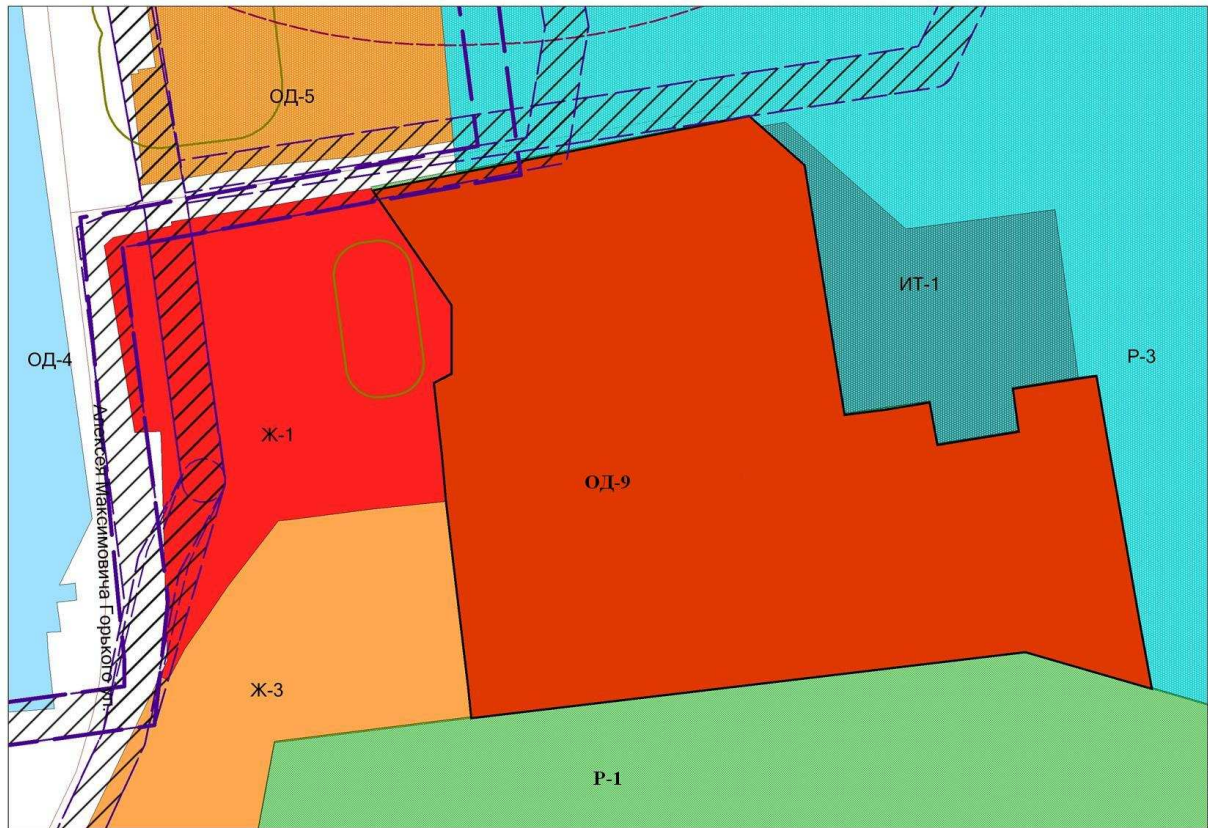 ОД-5
ИТ-1
ОД-4
Р-3
Ж-1
ОД-9
Алексея Максимовича Горького ул.
Ж-3
Р-1